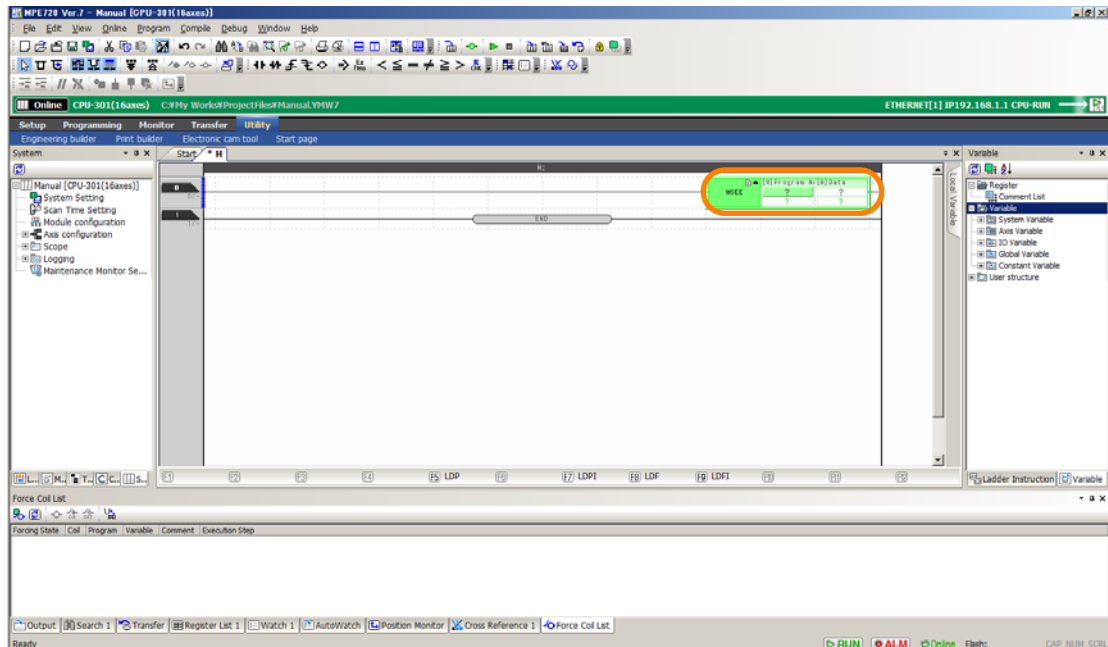 MPE720 Ver.7 - Manual [CPU-301(16axes)]
File Edit View Online Program Compile Debug Window Help
Online CPU-301(16axes) C:¥My Works¥ProjectFiles¥Manual.YMW7 ETHERNET[1] IP192.168.1.1 CPU-RUN
Setup Programming Monitor Transfer Utility
Engineering builder Print builder Electronic cam tool Start page
System
Start * H
Variable
H:
Manual [CPU-301(16axes)]
System Setting
Scan Time Setting
Module configuration
Axis configuration
Scope
Logging
Maintenance Monitor Se...
0
MSEE [W]Program No [A]Data
? ?
? ?
1
END
Local Variable
Register
Comment List
Variable
System Variable
Axis Variable
IO Variable
Global Variable
Constant Variable
User structure
L... M... T... C... S...
F1 F2 F3 F4 F5 LDP F6 F7 LDPI F8 LDF F9 LDFI
Ladder Instruction Variable
Force Coil List
Forcing State Coil Program Variable Comment Execution Step
Output Search 1 Transfer Register List 1 Watch 1 AutoWatch Position Monitor Cross Reference 1 Force Coil List
Ready RUN ALM Online Flash: CAP NUM SCRL